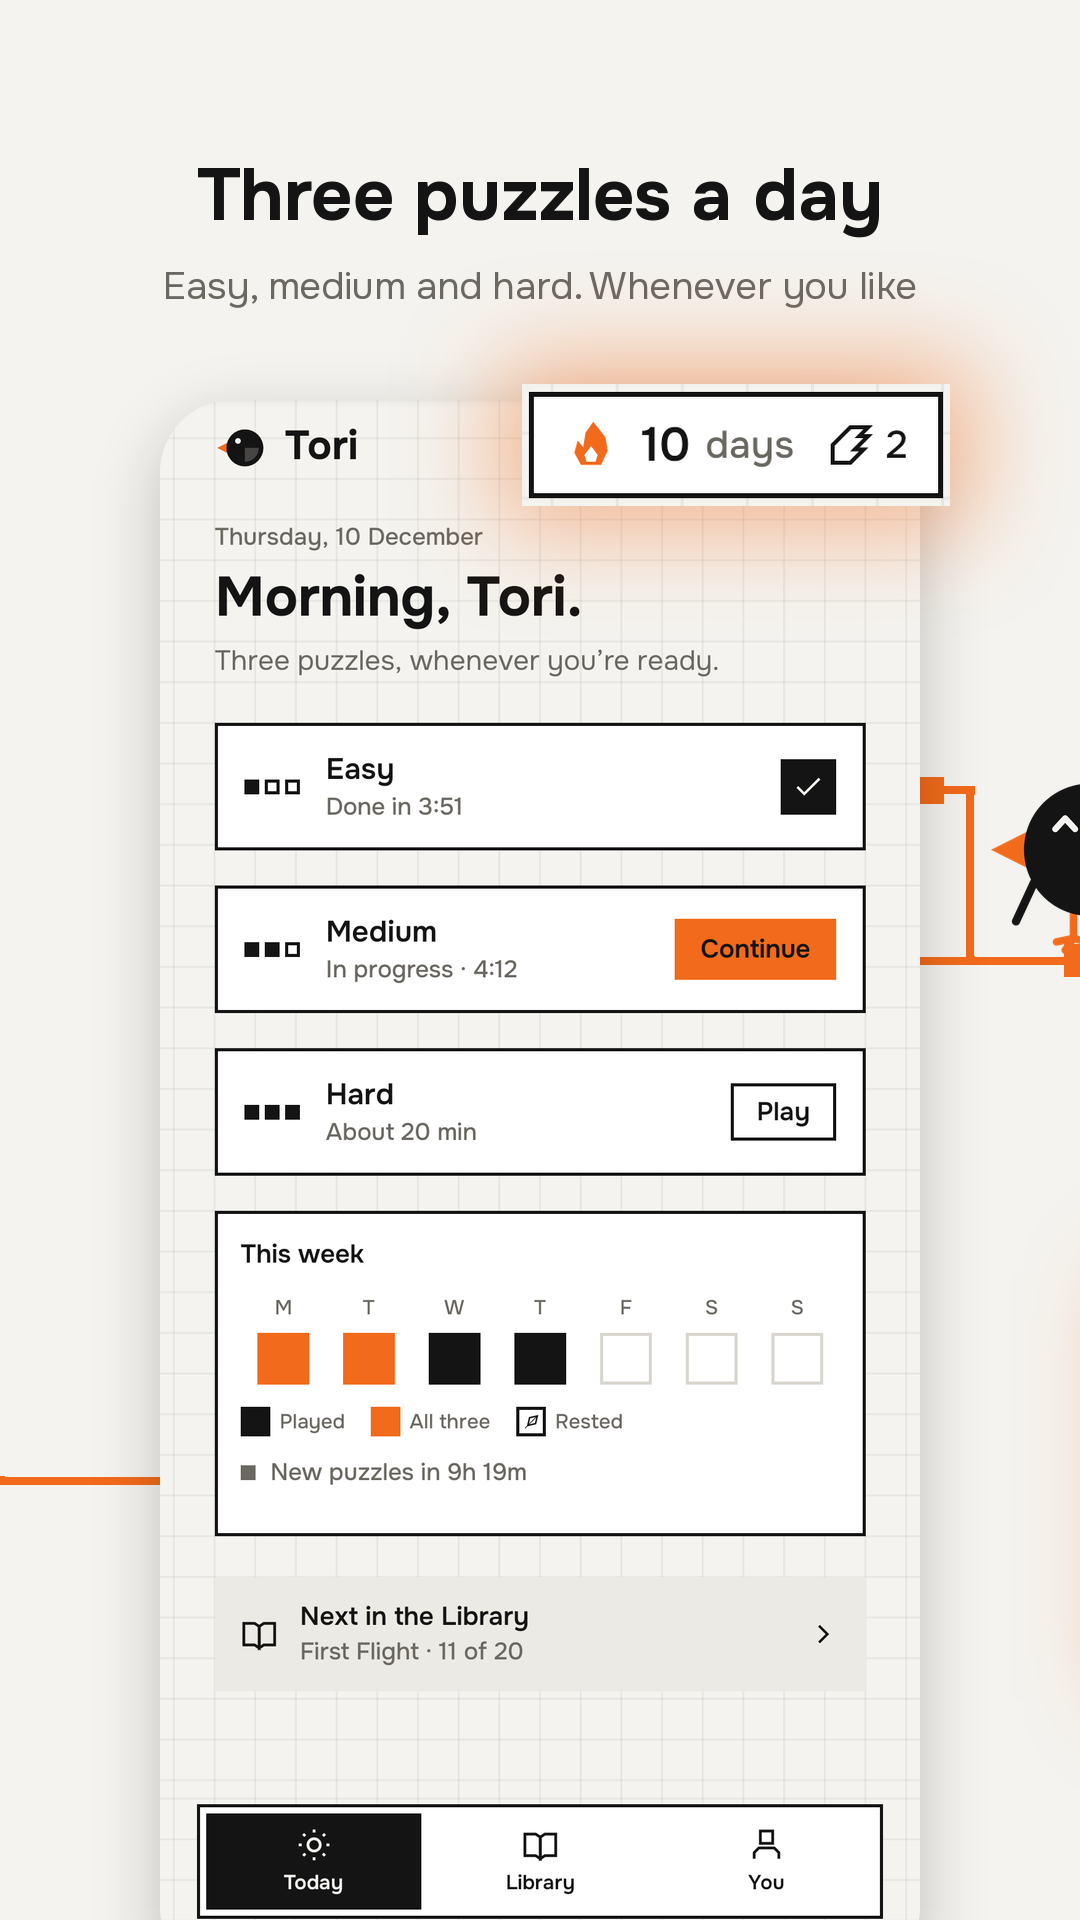 Three puzzles a day
Easy, medium and hard. Whenever you like
Tori
10 days 2
Thursday, 10 December
Morning, Tori.
Three puzzles, whenever you’re ready.
Easy
Done in 3:51
Medium
In progress · 4:12
Continue
Hard
About 20 min
Play
This week
M T W T F S S
Played All three Rested
New puzzles in 9h 19m
Next in the Library
First Flight · 11 of 20
Today Library You